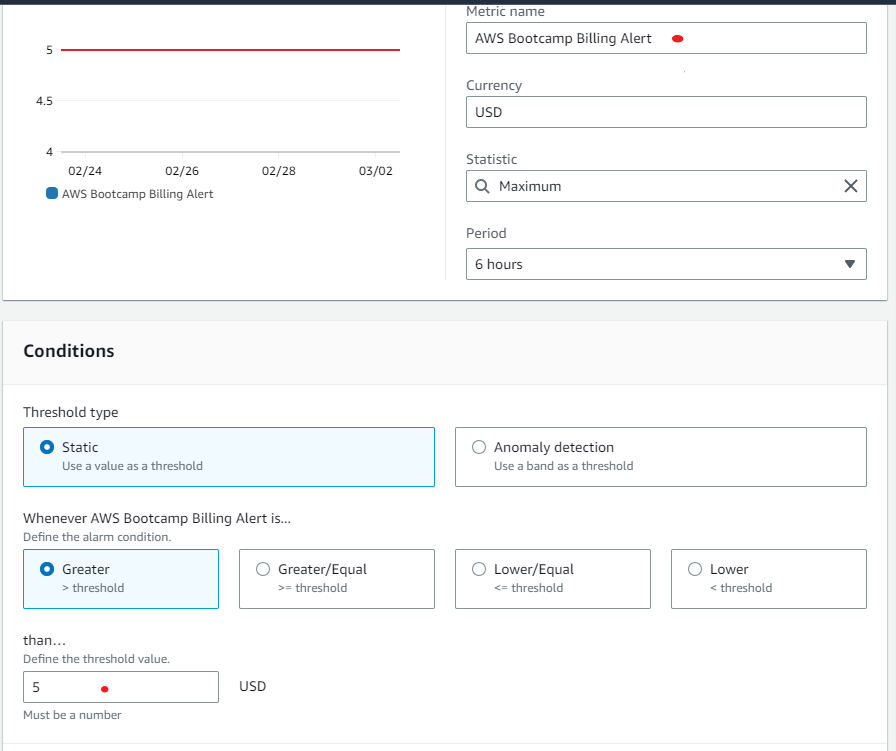 Metric name
AWS Bootcamp Billing Alert
5
4.5
4
02/24 02/26 02/28 03/02
AWS Bootcamp Billing Alert
Currency
USD
Statistic
Maximum
Period
6 hours
Conditions
Threshold type
Static
Use a value as a threshold
Anomaly detection
Use a band as a threshold
Whenever AWS Bootcamp Billing Alert is...
Define the alarm condition.
Greater
> threshold
Greater/Equal
>= threshold
Lower/Equal
<= threshold
Lower
< threshold
than...
Define the threshold value.
5 USD
Must be a number